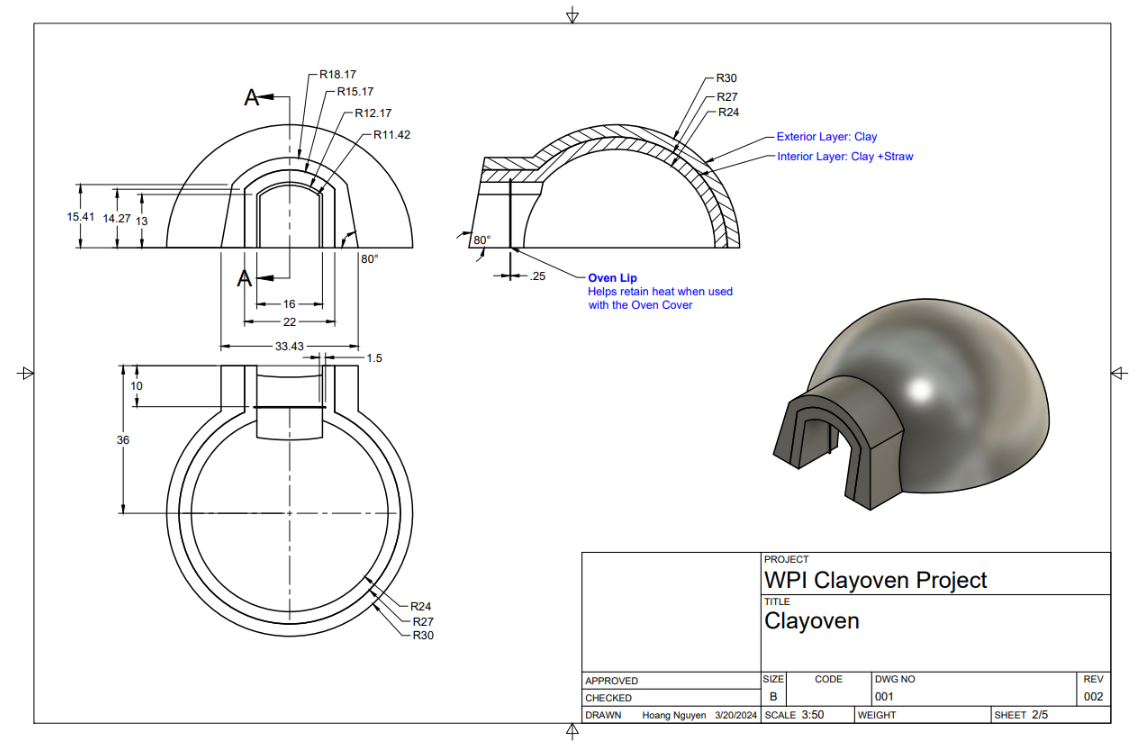 R18.17
R15.17
R12.17
R11.42
A
15.41
14.27
13
80°
A
16
22
33.43
R30
R27
R24
Exterior Layer: Clay
Interior Layer: Clay +Straw
80°
.25
Oven Lip
Helps retain heat when used
with the Oven Cover
1.5
10
36
R24
R27
R30
PROJECT
WPI Clayoven Project
TITLE
Clayoven
APPROVED
CHECKED
DRAWN Hoang Nguyen 3/20/2024
SIZE CODE DWG NO REV
B 001 002
SCALE 3:50 WEIGHT SHEET 2/5